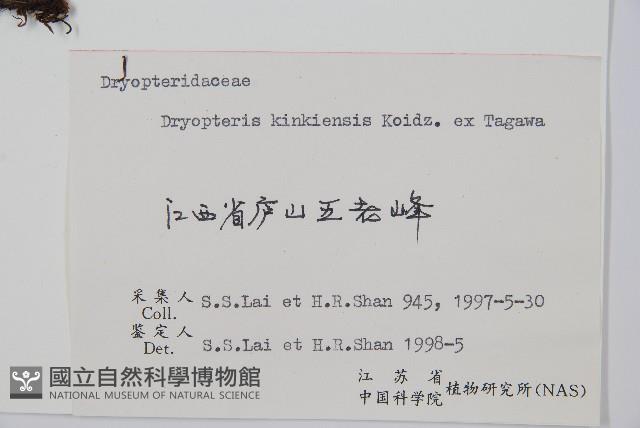 Dryopteridaceae
Dryopteris kinkiensis Koidz. ex Tagawa
江西省庐山五老峰
采集人 S.S.Lai et H.R.Shan 945, 1997-5-30
Coll.
鉴定人
Det. S.S.Lai et H.R.Shan 1998-5
江苏省
中国科学院 植物研究所(NAS)
國立自然科學博物館
NATIONAL MUSEUM OF NATURAL SCIENCE